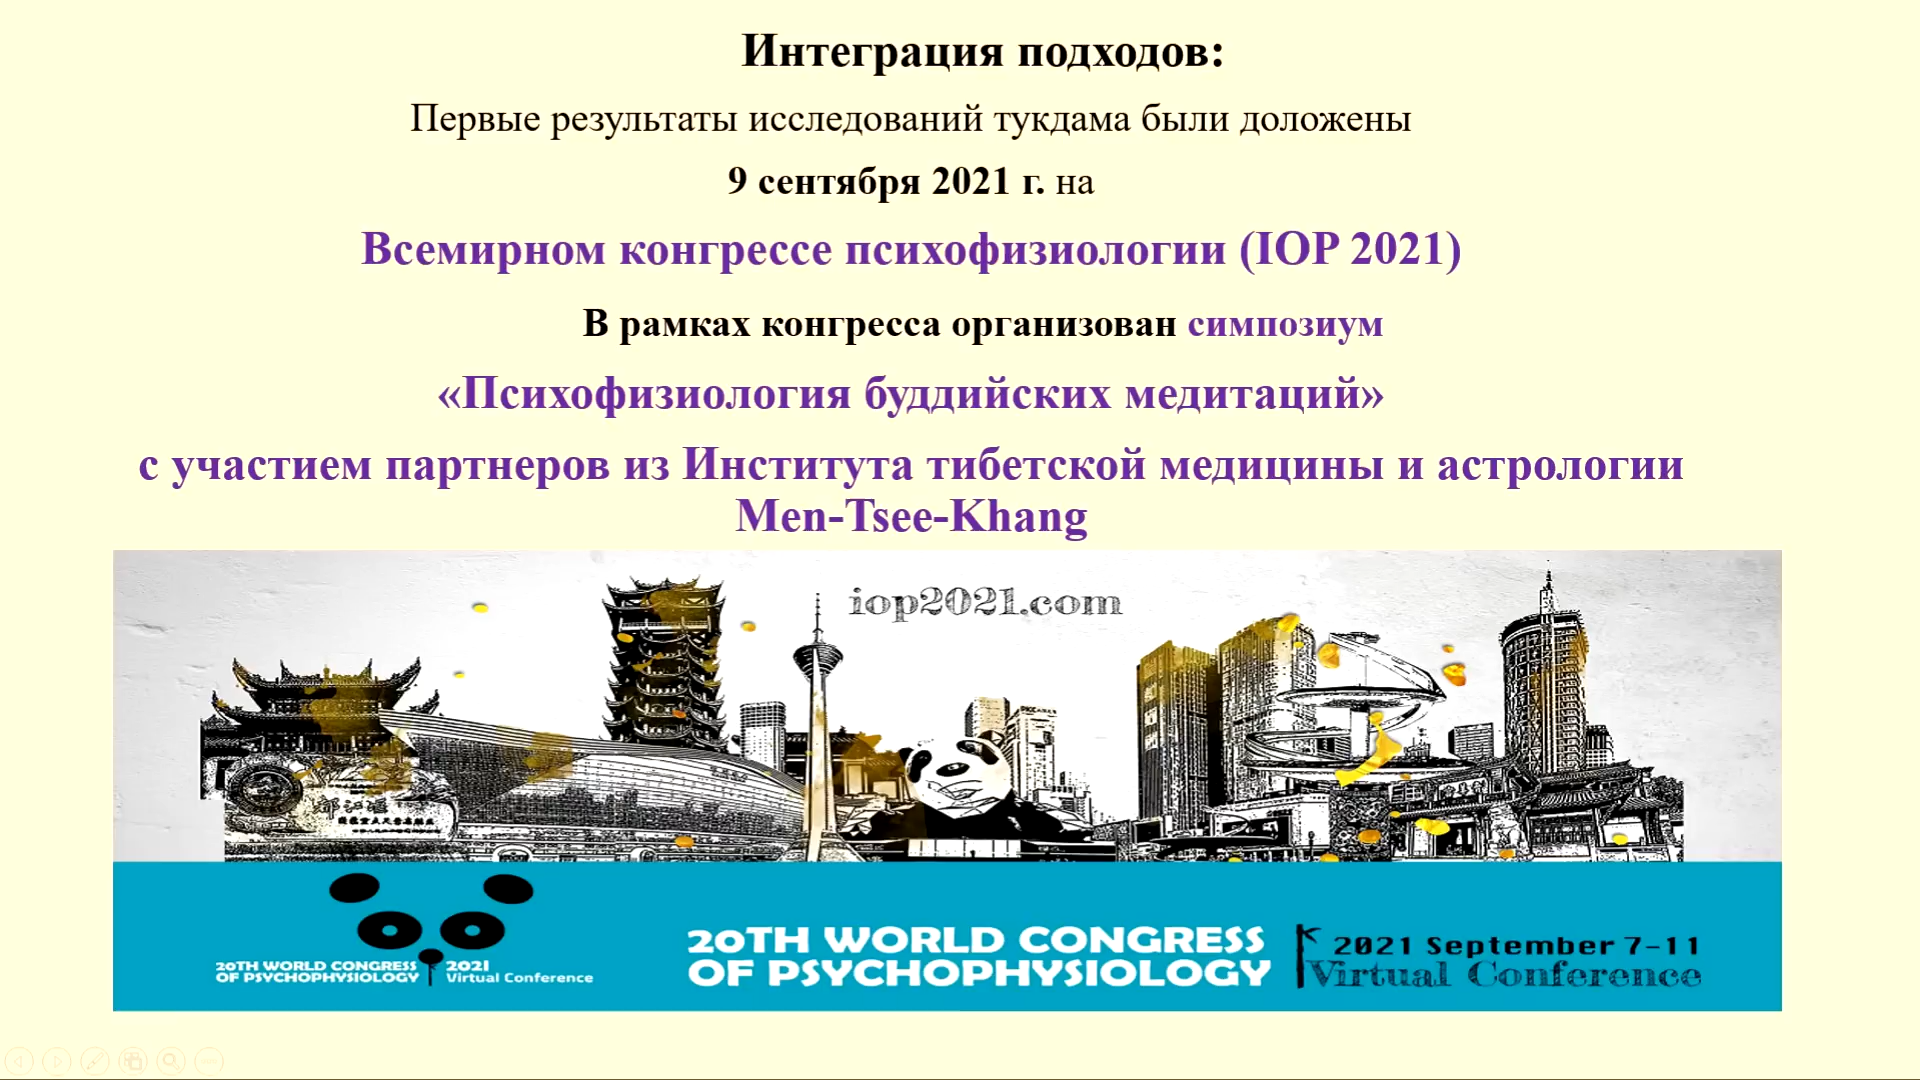 Интеграция подходов:
Первые результаты исследований тукдама были доложены
9 сентября 2021 г. на
Всемирном конгрессе психофизиологии (IOP 2021)
В рамках конгресса организован симпозиум
«Психофизиология буддийских медитаций»
с участием партнеров из Института тибетской медицины и астрологии
Men-Tsee-Khang
iop2021.com
20TH WORLD CONGRESS
OF PSYCHOPHYSIOLOGY
2021
Virtual Conference
20TH WORLD CONGRESS
OF PSYCHOPHYSIOLOGY
2021 September 7-11
Virtual Conference